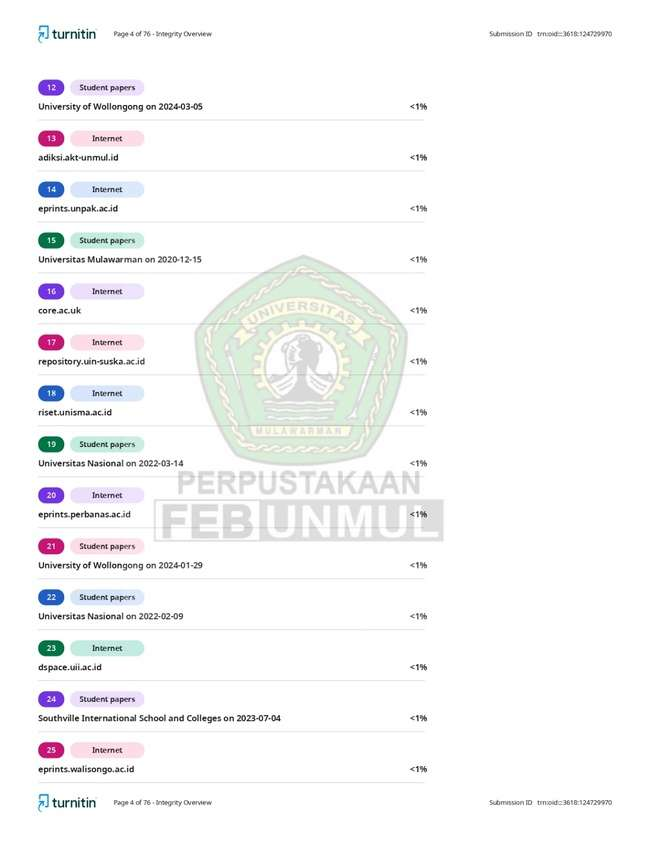 turnitin Page 4 of 76 - Integrity Overview Submission ID trn:oid:::3618:124729970
12 Student papers
University of Wollongong on 2024-03-05 <1%
13 Internet
adiksi.akt-unmul.id <1%
14 Internet
eprints.unpak.ac.id <1%
15 Student papers
Universitas Mulawarman on 2020-12-15 <1%
16 Internet
core.ac.uk <1%
17 Internet
repository.uin-suska.ac.id <1%
18 Internet
riset.unisma.ac.id <1%
19 Student papers
Universitas Nasional on 2022-03-14 <1%
20 Internet
eprints.perbanas.ac.id <1%
21 Student papers
University of Wollongong on 2024-01-29 <1%
22 Student papers
Universitas Nasional on 2022-02-09 <1%
23 Internet
dspace.uii.ac.id <1%
24 Student papers
Southville International School and Colleges on 2023-07-04 <1%
25 Internet
eprints.walisongo.ac.id <1%
UNIVERSITAS
MULAWARMAN
PERPUSTAKAAN
FEB UNMUL
turnitin Page 4 of 76 - Integrity Overview Submission ID trn:oid:::3618:124729970